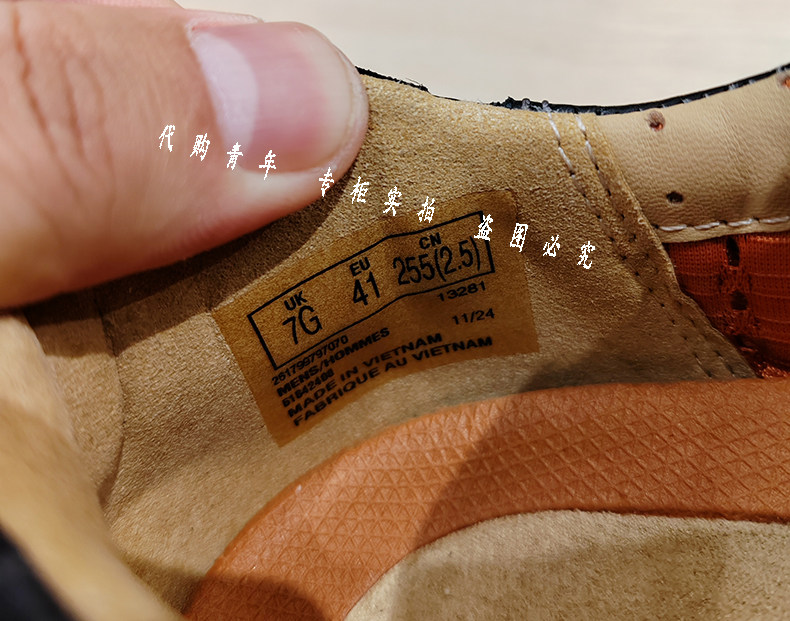 代购青年 专柜实拍 盗图必究
UK EU CN
7G 41 255(2.5)
13281
261795797070 11/24
MENS/HOMMES
MADE IN VIETNAM
FABRIQUE AU VIETNAM